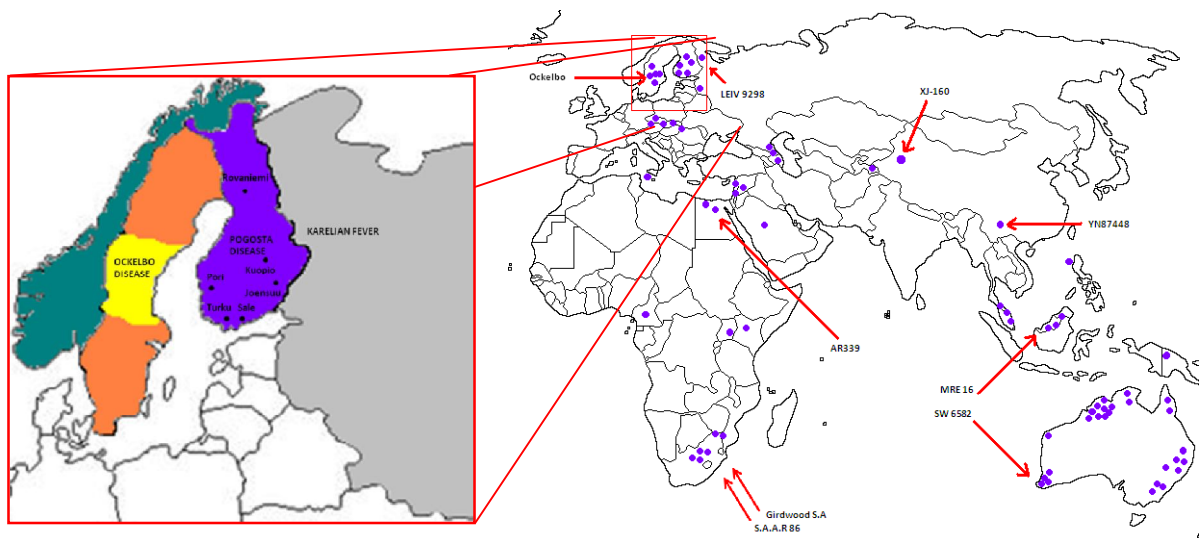 Rovaniemi
KARELIAN FEVER
POGOSTA
DISEASE
OCKELBO
DISEASE
Kuopio
Pori
Joensuu
Turku
Salo
Ockelbo
LEIV 9298
XJ-160
YN87448
AR339
MRE 16
SW 6582
Girdwood S.A
S.A.A.R 86